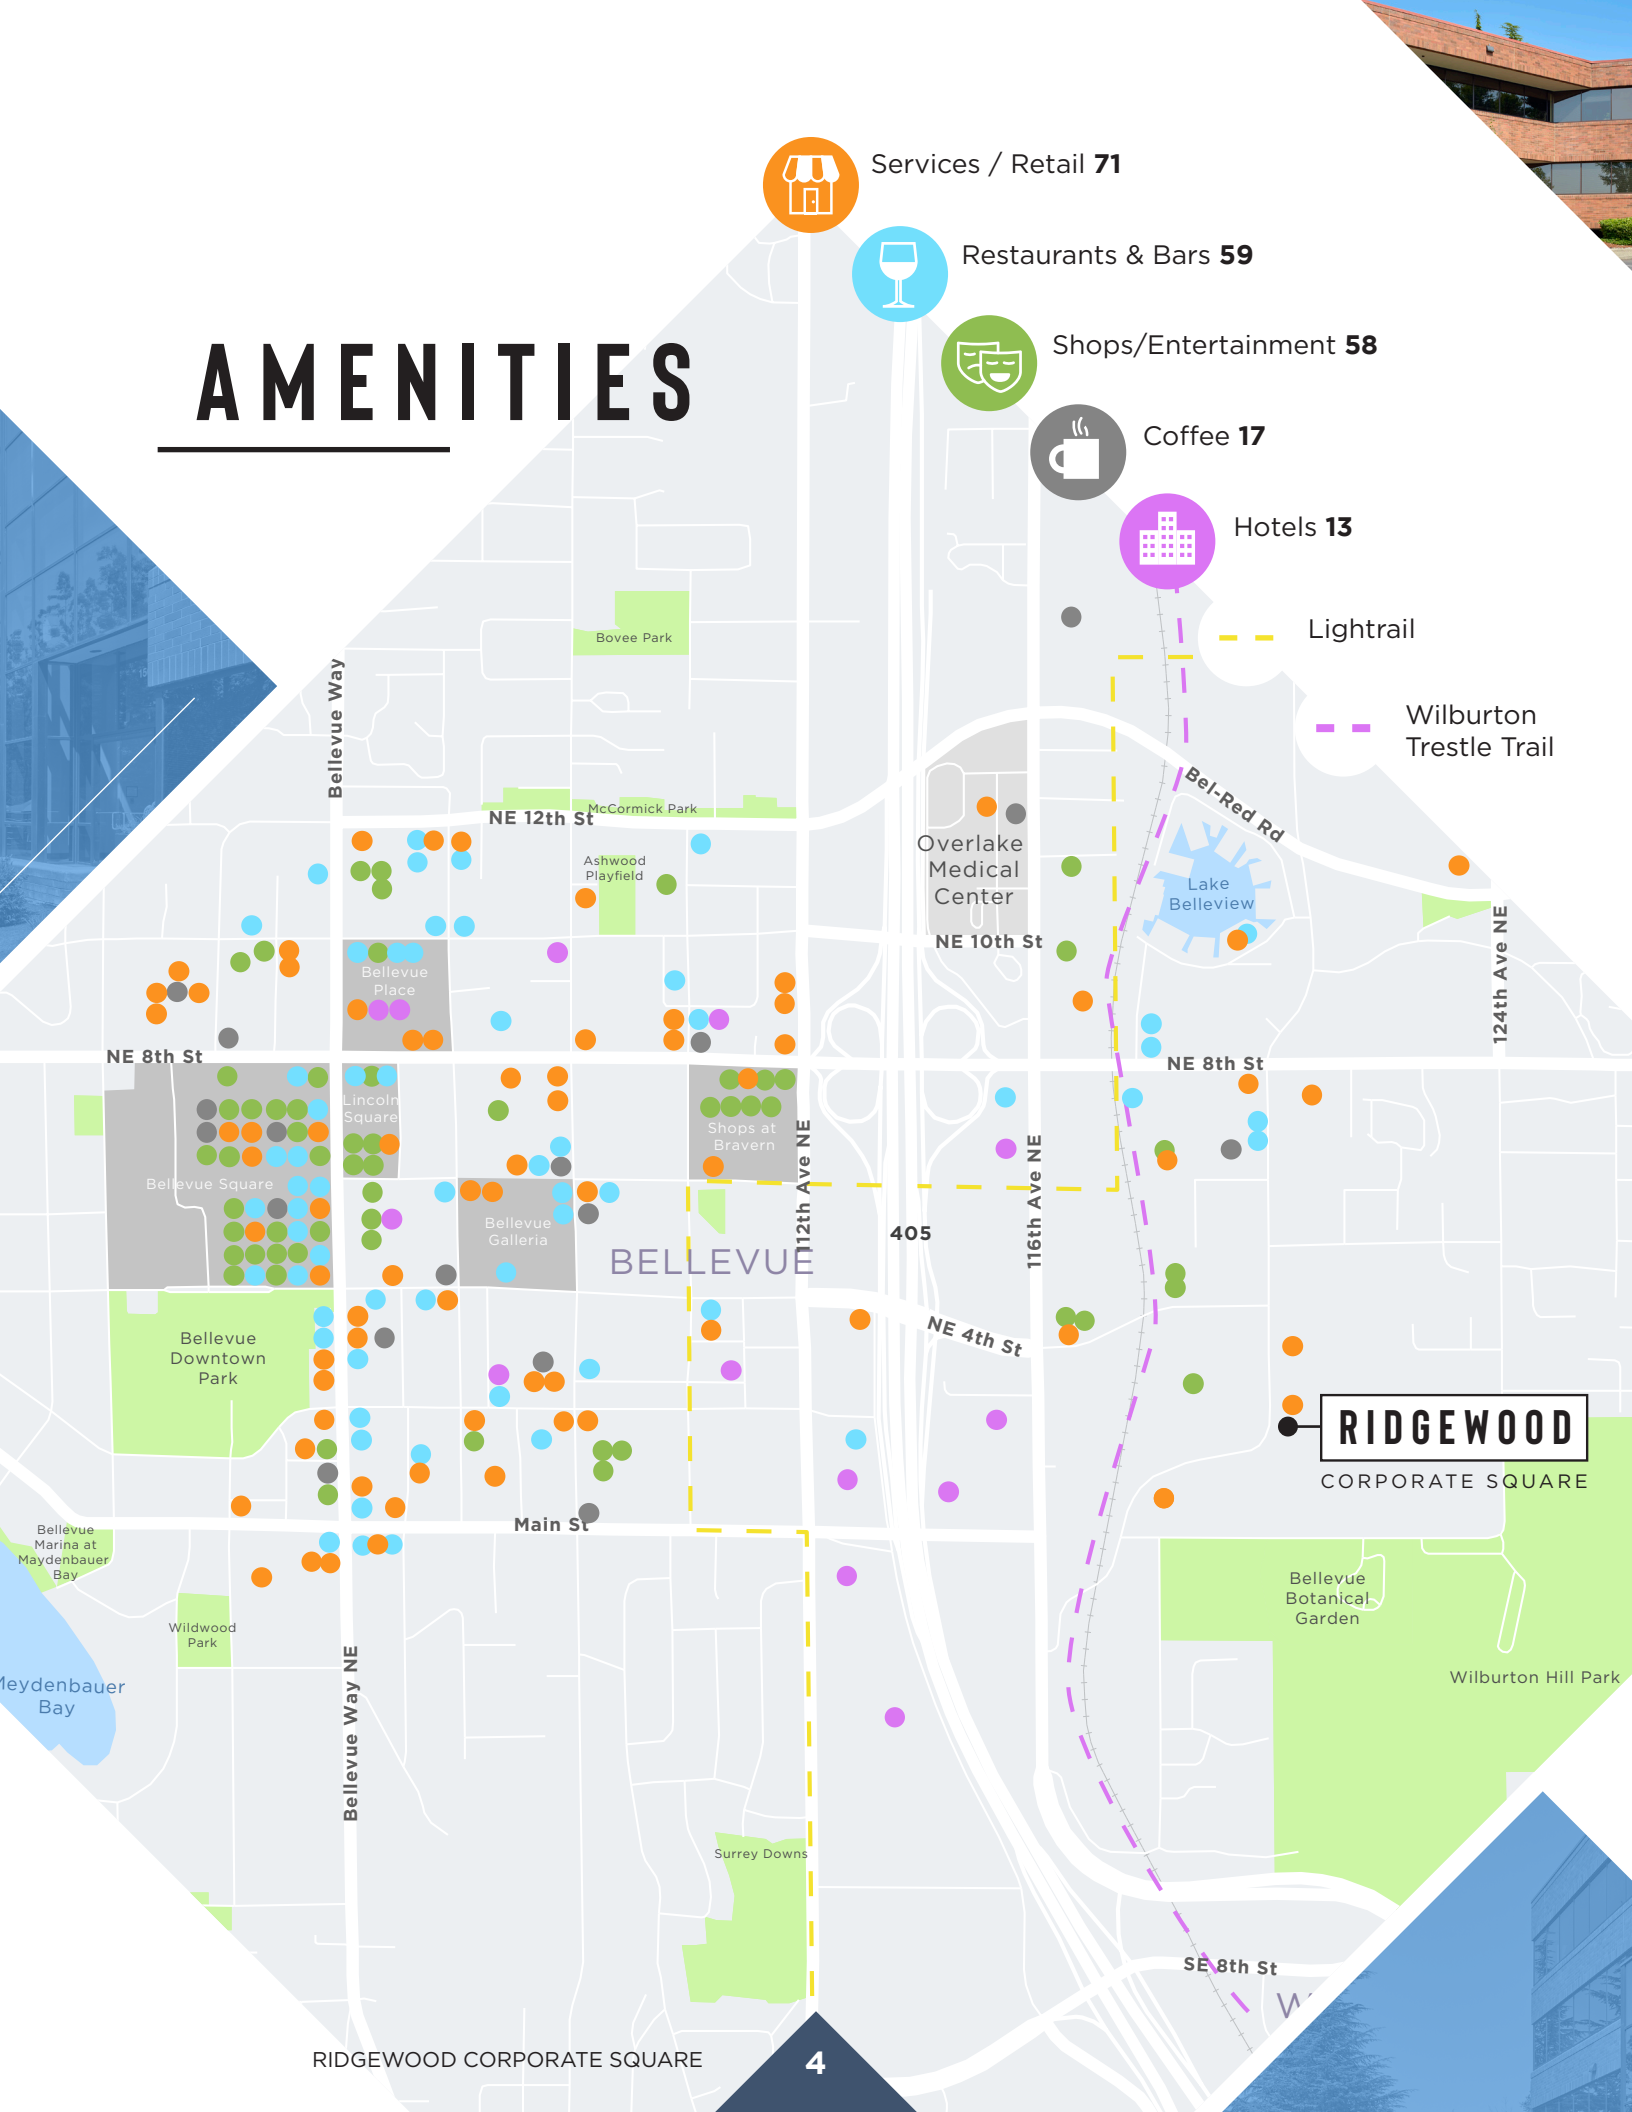 Services / Retail 71
Restaurants & Bars 59
AMENITIES
Shops/Entertainment 58
Coffee 17
Hotels 13
Lightrail
Wilburton
Trestle Trail
Bovee Park
Bellevue Way
McCormick Park
NE 12th St
Bel-Red Rd
Ashwood
Playfield
Overlake
Medical
Center
Lake
Belleview
NE 10th St
124th Ave NE
Bellevue
Place
NE 8th St
NE 8th St
Lincoln
Square
Shops at
Bravern
Bellevue Square
112th Ave NE
116th Ave NE
Bellevue
Galleria
405
BELLEVUE
NE 4th St
Bellevue
Downtown
Park
RIDGEWOOD
CORPORATE SQUARE
Main St
Bellevue
Marina at
Maydenbauer
Bay
Bellevue
Botanical
Garden
Wildwood
Park
Meydenbauer
Bay
Wilburton Hill Park
Bellevue Way NE
Surrey Downs
SE 8th St
W
RIDGEWOOD CORPORATE SQUARE
4